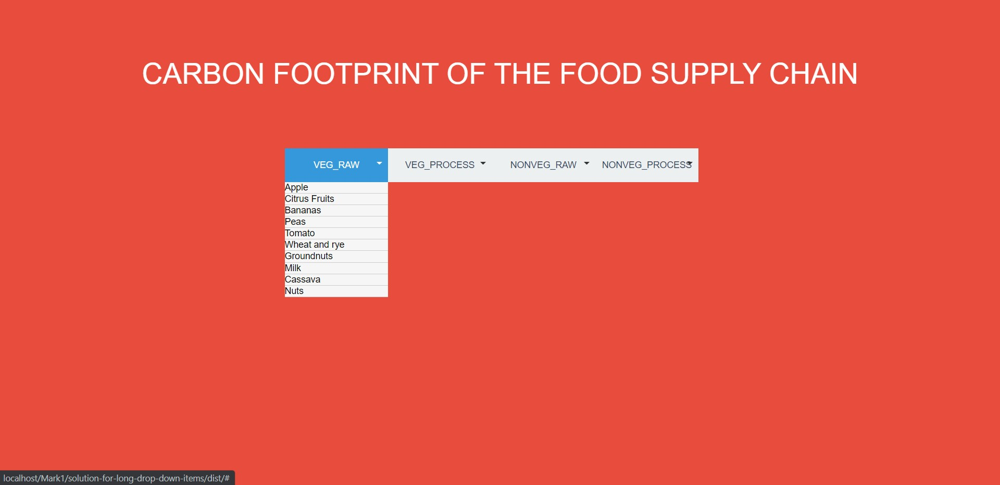 CARBON FOOTPRINT OF THE FOOD SUPPLY CHAIN
VEG_RAW VEG_PROCESS NONVEG_RAW NONVEG_PROCESS
Apple
Citrus Fruits
Bananas
Peas
Tomato
Wheat and rye
Groundnuts
Milk
Cassava
Nuts
localhost/Mark1/solution-for-long-drop-down-items/dist/#